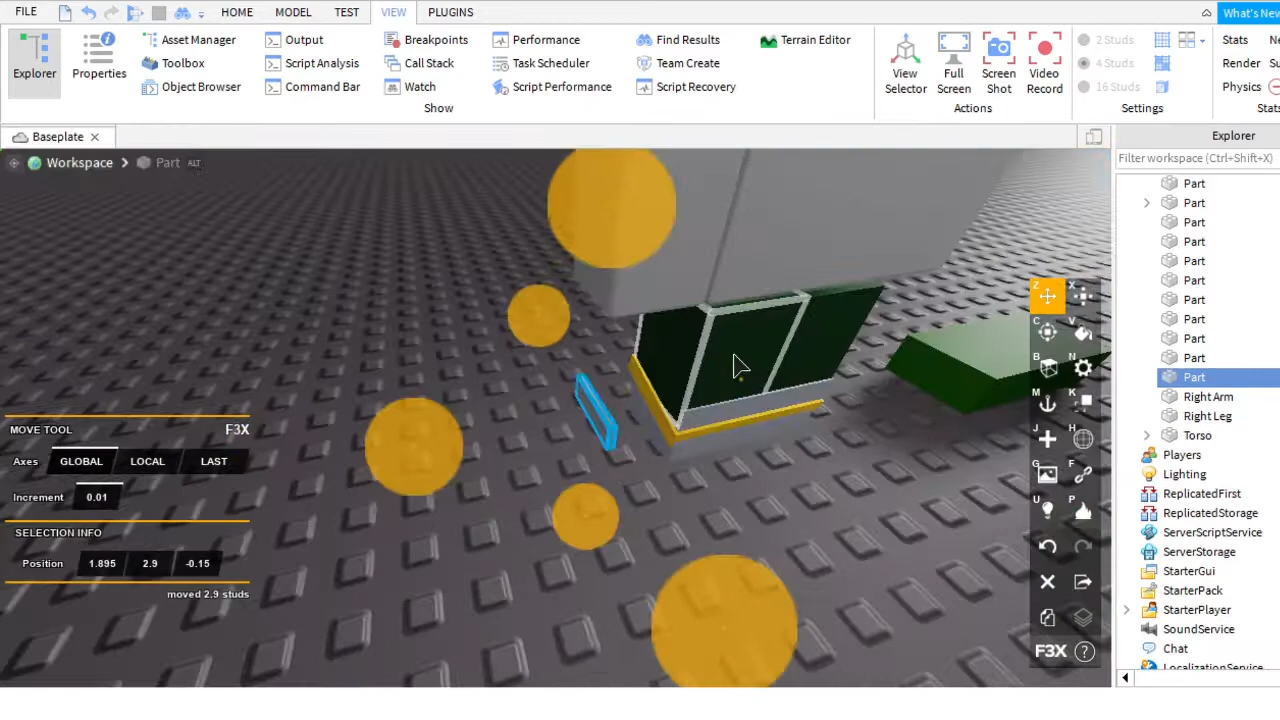 FILE HOME MODEL TEST VIEW PLUGINS What's New
Explorer
Properties
Asset Manager
Toolbox
Object Browser
Output
Script Analysis
Command Bar
Breakpoints
Call Stack
Watch
Performance
Task Scheduler
Script Performance
Find Results
Team Create
Script Recovery
Terrain Editor
Show
View Selector
Full Screen
Screen Shot
Video Record
Actions
2 Studs
4 Studs
16 Studs
Settings
Stats
Render
Physics
Stats
Baseplate
Workspace > Part ALT
MOVE TOOL F3X
Axes GLOBAL LOCAL LAST
Increment 0.01
SELECTION INFO
Position 1.895 2.9 -0.15
moved 2.9 studs
Z X
C V
B N
M K
J H
G F
U P
F3X ?
Explorer
Filter workspace (Ctrl+Shift+X)
Part
Part
Part
Part
Part
Part
Part
Part
Part
Part
Part
Right Arm
Right Leg
Torso
Players
Lighting
ReplicatedFirst
ReplicatedStorage
ServerScriptService
ServerStorage
StarterGui
StarterPack
StarterPlayer
SoundService
Chat
LocalizationService